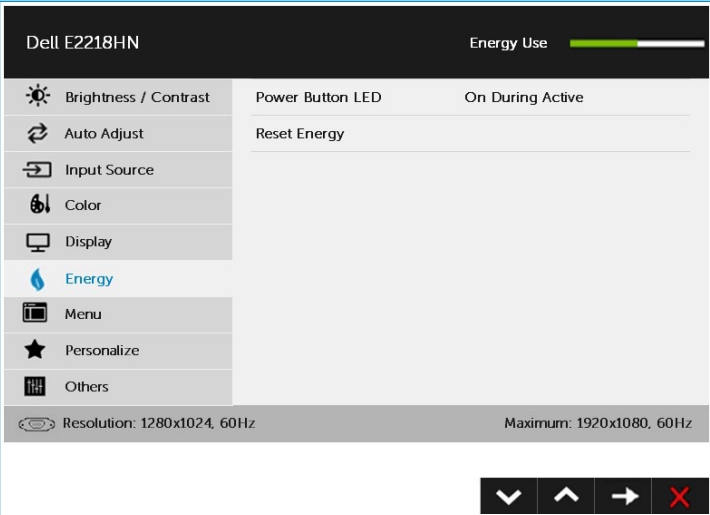 Dell E2218HN
Energy Use
Brightness / Contrast
Power Button LED
On During Active
Auto Adjust
Reset Energy
Input Source
Color
Display
Energy
Menu
Personalize
Others
Resolution: 1280x1024, 60Hz
Maximum: 1920x1080, 60Hz